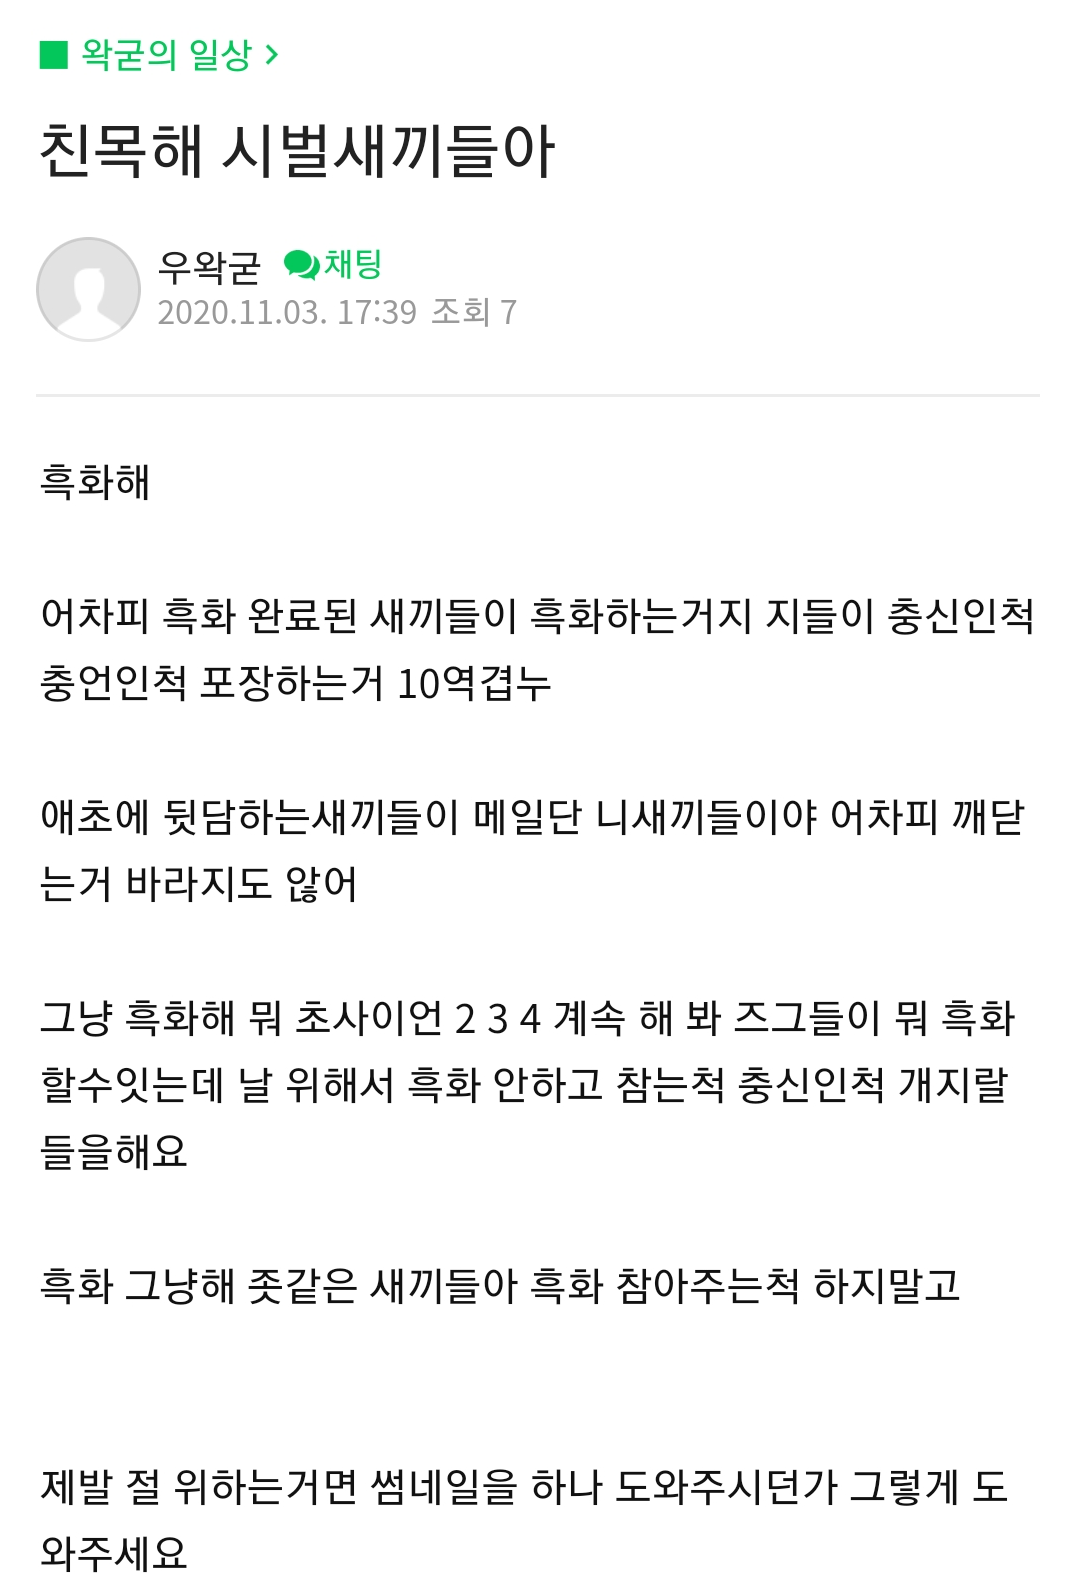 왁굳의 일상 >
친목해 시벌새끼들아
우왁굳 채팅
2020.11.03. 17:39 조회 7
흑화해
어차피 흑화 완료된 새끼들이 흑화하는거지 지들이 충신인척
충언인척 포장하는거 10역겹누
애초에 뒷담하는새끼들이 메일단 니새끼들이야 어차피 깨닫
는거 바라지도 않어
그냥 흑화해 뭐 초사이언 2 3 4 계속 해 봐 즈그들이 뭐 흑화
할수잇는데 날 위해서 흑화 안하고 참는척 충신인척 개지랄
들을해요
흑화 그냥해 좃같은 새끼들아 흑화 참아주는척 하지말고
제발 절 위하는거면 썸네일을 하나 도와주시던가 그렇게 도
와주세요